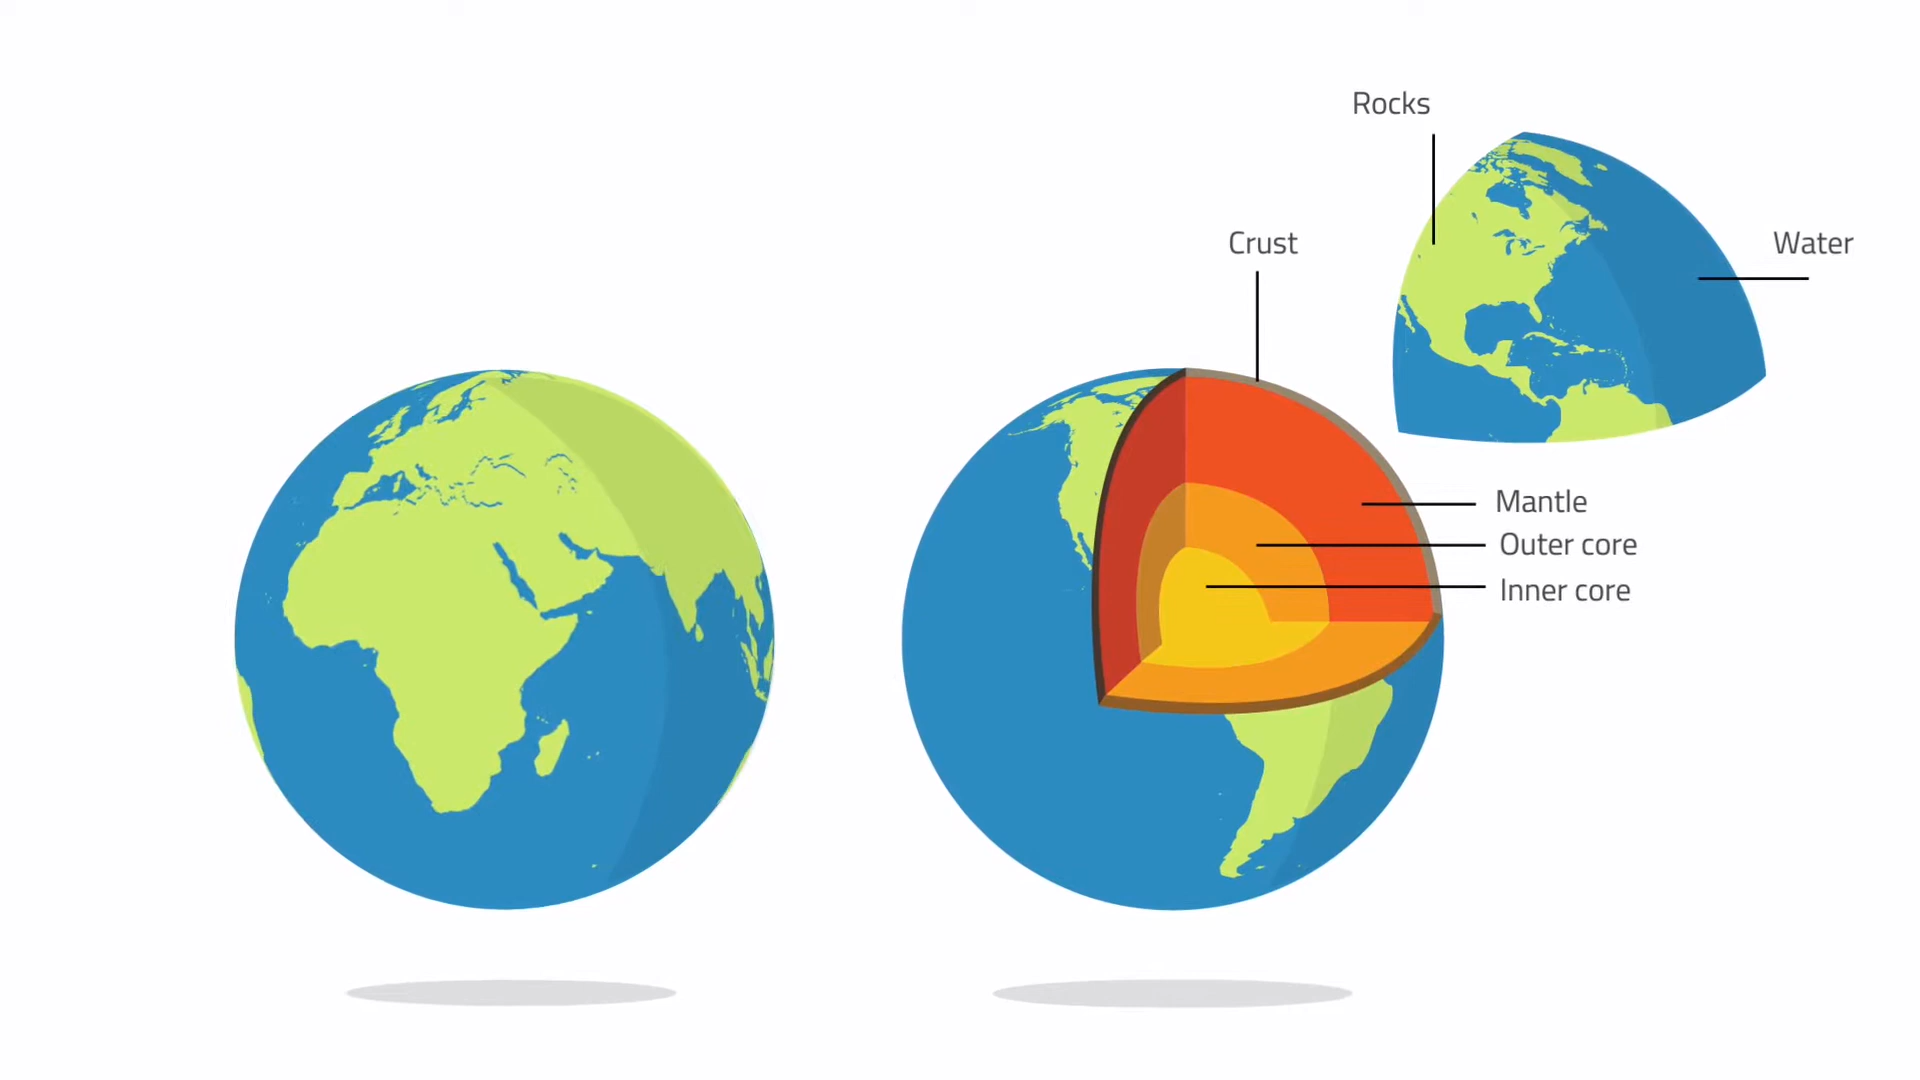 Rocks
Crust
Water
Mantle
Outer core
Inner core